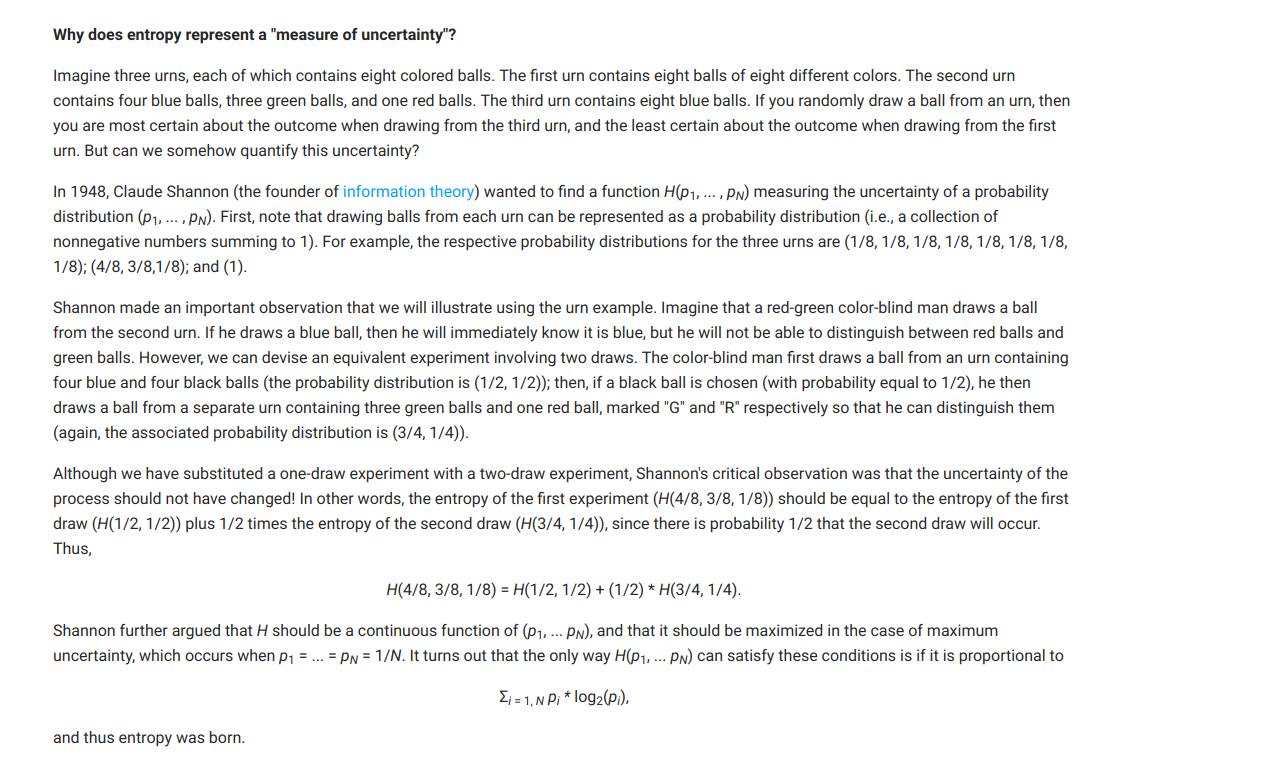 Why does entropy represent a "measure of uncertainty"?
Imagine three urns, each of which contains eight colored balls. The first urn contains eight balls of eight different colors. The second urn
contains four blue balls, three green balls, and one red balls. The third urn contains eight blue balls. If you randomly draw a ball from an urn, then
you are most certain about the outcome when drawing from the third urn, and the least certain about the outcome when drawing from the first
urn. But can we somehow quantify this uncertainty?
In 1948, Claude Shannon (the founder of information theory) wanted to find a function H(p₁, ... , p_N) measuring the uncertainty of a probability
distribution (p₁, ... , p_N). First, note that drawing balls from each urn can be represented as a probability distribution (i.e., a collection of
nonnegative numbers summing to 1). For example, the respective probability distributions for the three urns are (1/8, 1/8, 1/8, 1/8, 1/8, 1/8, 1/8,
1/8); (4/8, 3/8,1/8); and (1).
Shannon made an important observation that we will illustrate using the urn example. Imagine that a red-green color-blind man draws a ball
from the second urn. If he draws a blue ball, then he will immediately know it is blue, but he will not be able to distinguish between red balls and
green balls. However, we can devise an equivalent experiment involving two draws. The color-blind man first draws a ball from an urn containing
four blue and four black balls (the probability distribution is (1/2, 1/2)); then, if a black ball is chosen (with probability equal to 1/2), he then
draws a ball from a separate urn containing three green balls and one red ball, marked "G" and "R" respectively so that he can distinguish them
(again, the associated probability distribution is (3/4, 1/4)).
Although we have substituted a one-draw experiment with a two-draw experiment, Shannon's critical observation was that the uncertainty of the
process should not have changed! In other words, the entropy of the first experiment (H(4/8, 3/8, 1/8)) should be equal to the entropy of the first
draw (H(1/2, 1/2)) plus 1/2 times the entropy of the second draw (H(3/4, 1/4)), since there is probability 1/2 that the second draw will occur.
Thus,
H(4/8, 3/8, 1/8) = H(1/2, 1/2) + (1/2) * H(3/4, 1/4).
Shannon further argued that H should be a continuous function of (p₁, ... p_N), and that it should be maximized in the case of maximum
uncertainty, which occurs when p₁ = ... = p_N = 1/N. It turns out that the only way H(p₁, ... p_N) can satisfy these conditions is if it is proportional to
Σ_{i = 1, N} p_i * log₂(p_i),
and thus entropy was born.